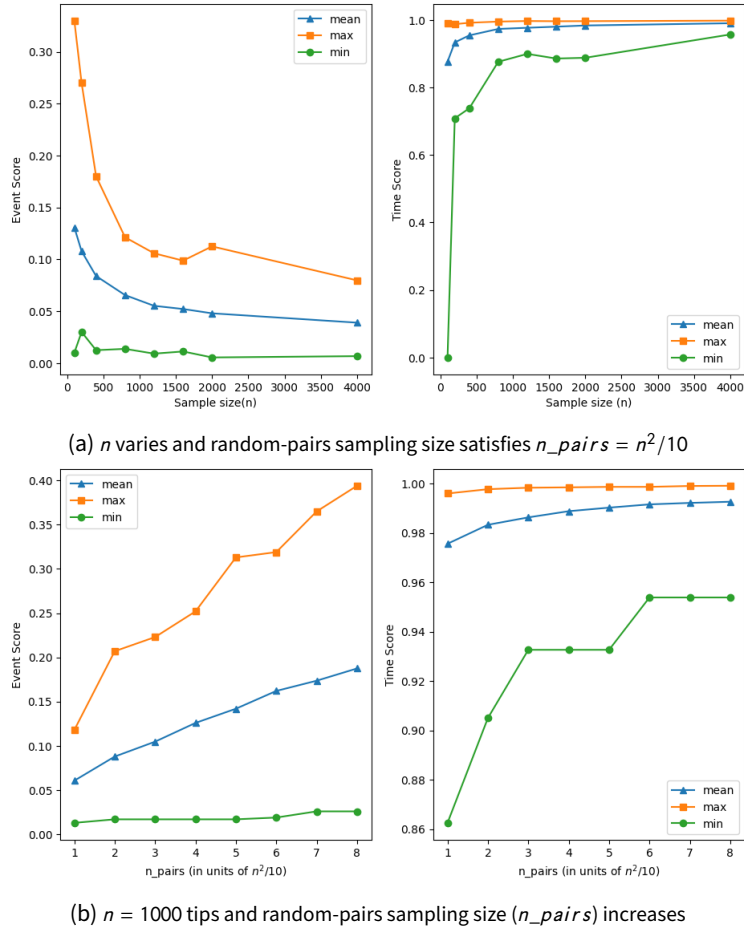 mean
max
min
0.30
0.25
0.20
0.15
0.10
0.05
0.00
Event Score
0 500 1000 1500 2000 2500 3000 3500 4000
Sample size(n)
1.0
0.8
0.6
0.4
0.2
0.0
Time Score
mean
max
min
0 500 1000 1500 2000 2500 3000 3500 4000
Sample size (n)
(a) n varies and random-pairs sampling size satisfies n_pairs = n²/10
mean
max
min
0.40
0.35
0.30
0.25
0.20
0.15
0.10
0.05
0.00
Event Score
1 2 3 4 5 6 7 8
n_pairs (in units of n²/10)
1.00
0.98
0.96
0.94
0.92
0.90
0.88
0.86
Time Score
mean
max
min
1 2 3 4 5 6 7 8
n_pairs (in units of n²/10)
(b) n = 1000 tips and random-pairs sampling size (n_pairs) increases